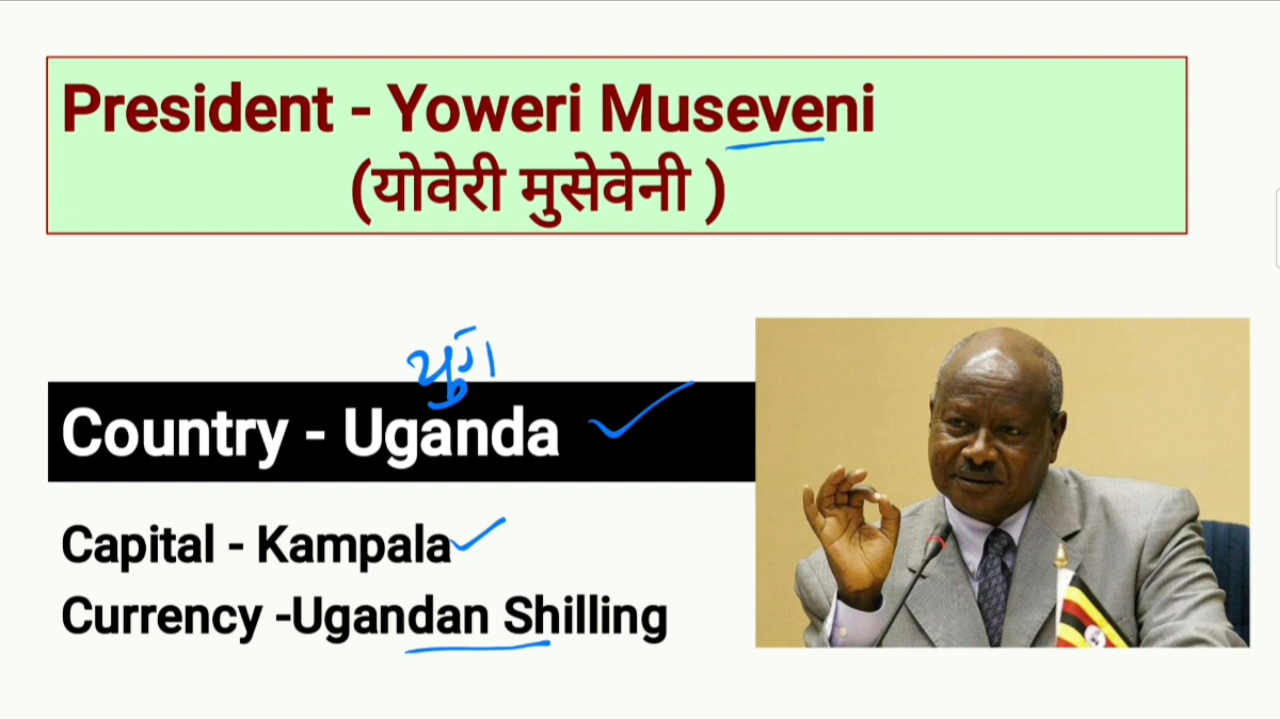 President - Yoweri Museveni
(योवेरी मुसेवेनी )
युगां
Country - Uganda
Capital - Kampala
Currency -Ugandan Shilling